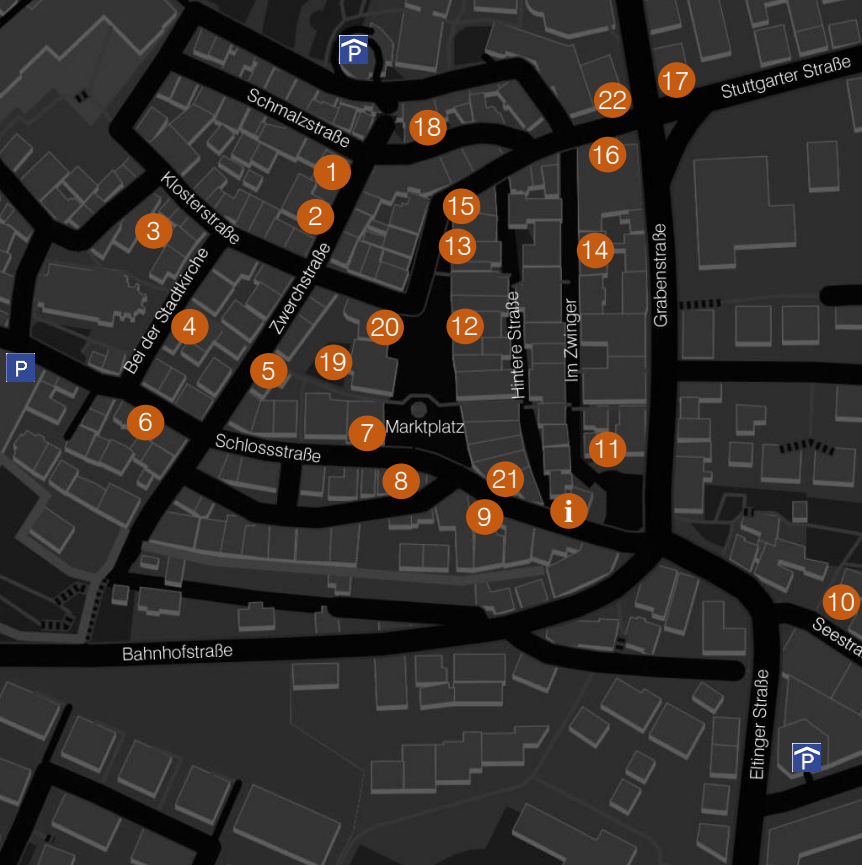 P
17
Stuttgarter Straße
22
Schmalzstraße
18
16
1
Klosterstraße
15
2
3
13
14
Grabenstraße
Zwerchstraße
Bei der Stadtkirche
4
20
12
Hintere Straße
Im Zwinger
19
P
5
6
7
Marktplatz
Schlossstraße
11
8
21
9
i
10
Seestra
Bahnhofstraße
Eltinger Straße
P